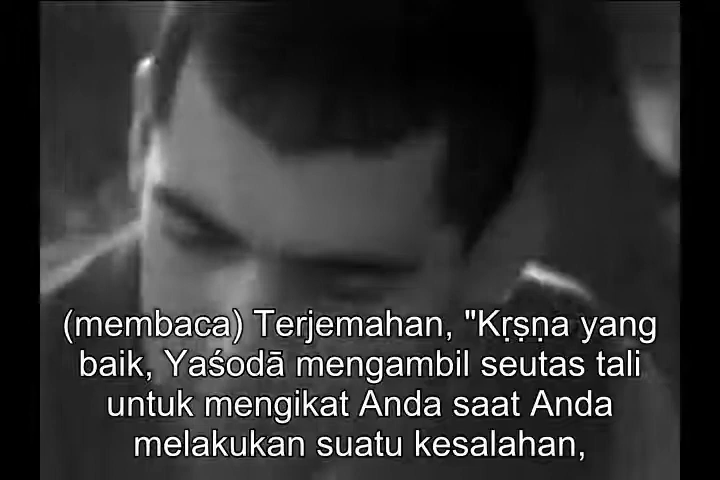 (membaca) Terjemahan, "Kṛṣṇa yang
baik, Yaśodā mengambil seutas tali
untuk mengikat Anda saat Anda
melakukan suatu kesalahan,